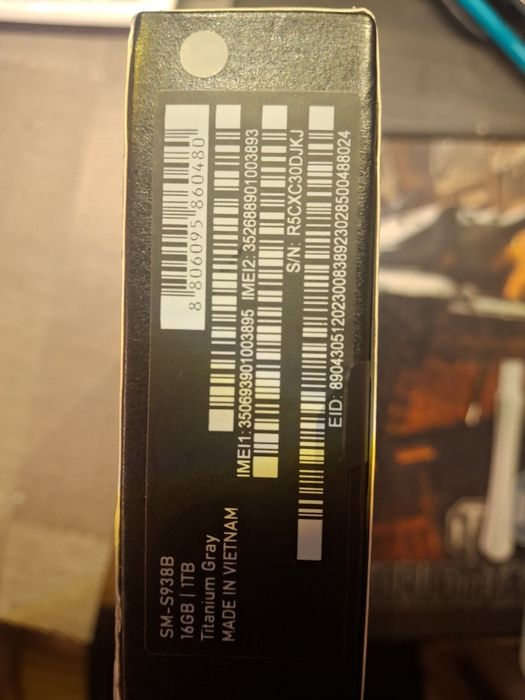 8 806095 860480
IMEI1: 350693901003895 IMEI2: 352688901003893
S/N: R5CXC30DJKJ
EID: 89043051202300838923028500488024
SM-S938B
16GB | 1TB
Titanium Gray
MADE IN VIETNAM